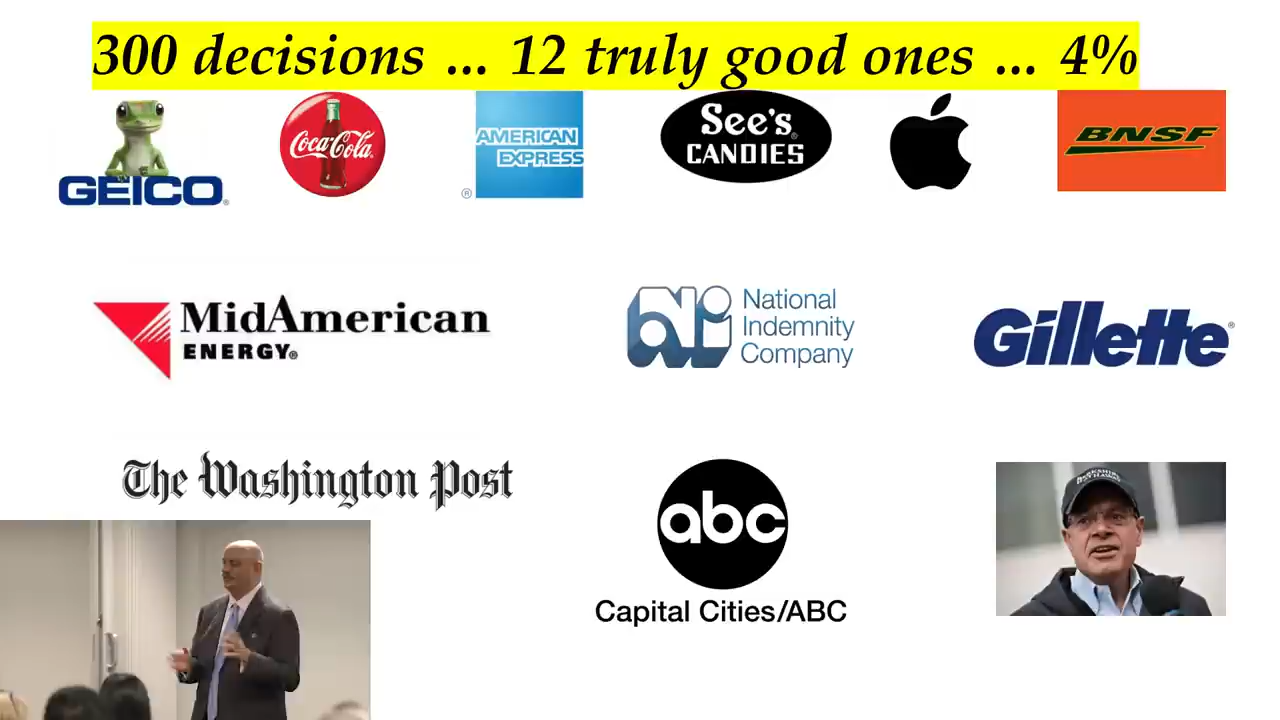 300 decisions ... 12 truly good ones ... 4%
GEICO®
Coca-Cola
AMERICAN
EXPRESS
®
See's
CANDIES
BNSF
MidAmerican
ENERGY®
National
Indemnity
Company
Gillette®
The Washington Post
abc
Capital Cities/ABC
BERKSHIRE